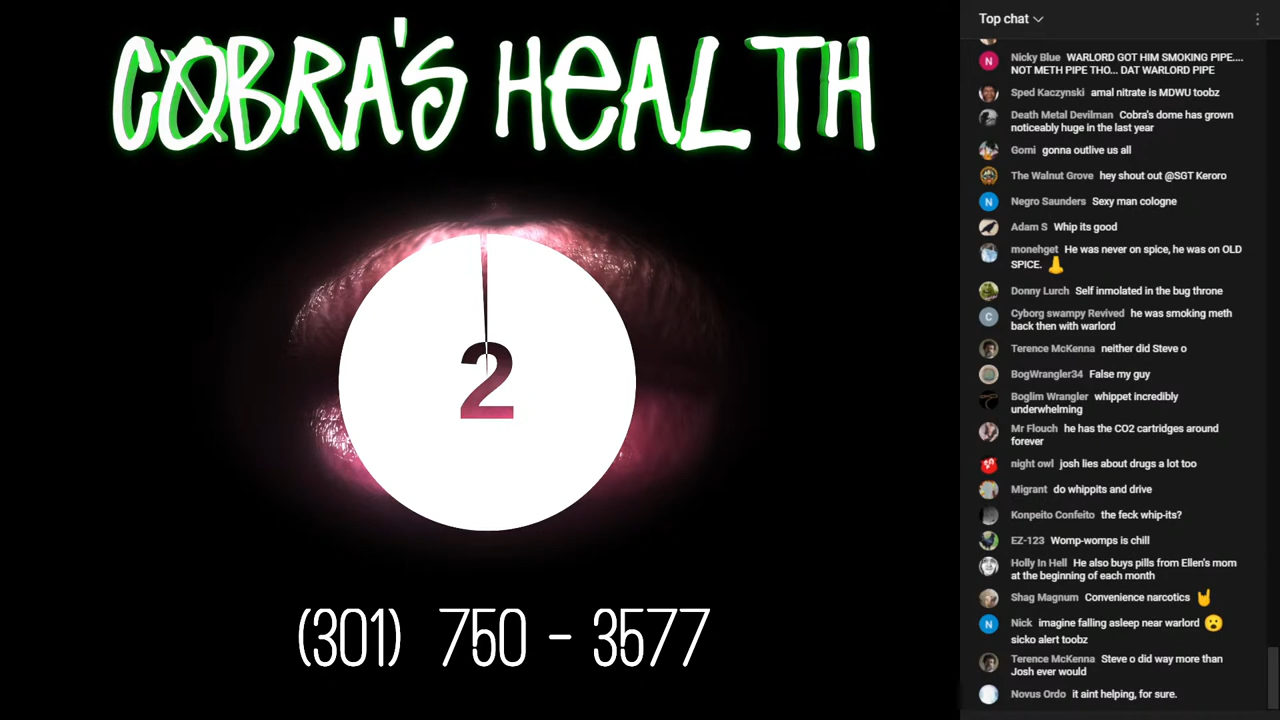 COBRA'S HEALTH
2
(301) 750 - 3577
Top chat
Nicky Blue WARLORD GOT HIM SMOKING PIPE....
NOT METH PIPE THO... DAT WARLORD PIPE
Sped Kaczynski amal nitrate is MDWU toobz
Death Metal Devilman Cobra's dome has grown
noticeably huge in the last year
Gomi gonna outlive us all
The Walnut Grove hey shout out @SGT Keroro
N
Negro Saunders Sexy man cologne
Adam S Whip its good
monehget He was never on spice, he was on OLD
SPICE. 👃
Donny Lurch Self inmolated in the bug throne
C
Cyborg swampy Revived he was smoking meth
back then with warlord
Terence McKenna neither did Steve o
BogWrangler34 False my guy
Boglim Wrangler whippet incredibly
underwhelming
Mr Flouch he has the CO2 cartridges around
forever
night owl josh lies about drugs a lot too
Migrant do whippits and drive
Konpeito Confeito the feck whip-its?
EZ-123 Womp-womps is chill
Holly In Hell He also buys pills from Ellen's mom
at the beginning of each month
Shag Magnum Convenience narcotics 🤘
N
Nick imagine falling asleep near warlord 😮
sicko alert toobz
Terence McKenna Steve o did way more than
Josh ever would
Novus Ordo it aint helping, for sure.